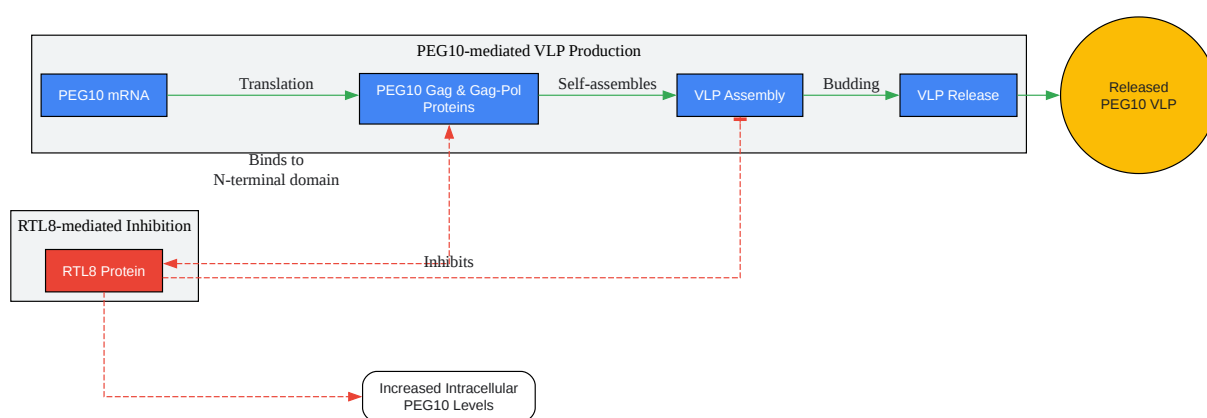 PEG10-mediated VLP Production
PEG10 mRNA
Translation
PEG10 Gag & Gag-Pol
Proteins
Self-assembles
VLP Assembly
Budding
VLP Release
Released
PEG10 VLP
Binds to
N-terminal domain
RTL8-mediated Inhibition
RTL8 Protein
Inhibits
Increased Intracellular
PEG10 Levels